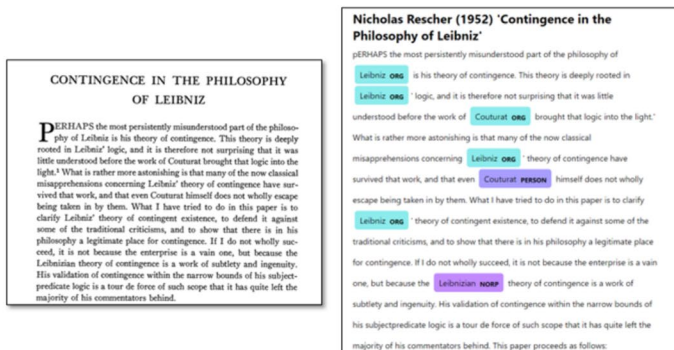 CONTINGENCE IN THE PHILOSOPHY
OF LEIBNIZ
PERHAPS the most persistently misunderstood part of the philoso-
phy of Leibniz is his theory of contingence. This theory is deeply
rooted in Leibniz' logic, and it is therefore not surprising that it was
little understood before the work of Couturat brought that logic into the
light.¹ What is rather more astonishing is that many of the now classical
misapprehensions concerning Leibniz' theory of contingence have sur-
vived that work, and that even Couturat himself does not wholly escape
being taken in by them. What I have tried to do in this paper is to
clarify Leibniz' theory of contingent existence, to defend it against
some of the traditional criticisms, and to show that there is in his
philosophy a legitimate place for contingence. If I do not wholly suc-
ceed, it is not because the enterprise is a vain one, but because the
Leibnizian theory of contingence is a work of subtlety and ingenuity.
His validation of contingence within the narrow bounds of his subject-
predicate logic is a tour de force of such scope that it has quite left the
majority of his commentators behind.
Nicholas Rescher (1952) 'Contingence in the
Philosophy of Leibniz'
pERHAPS the most persistently misunderstood part of the philosophy of
Leibniz ORG is his theory of contingence. This theory is deeply rooted in
Leibniz ORG ' logic, and it is therefore not surprising that it was little
understood before the work of Couturat ORG brought that logic into the light.'
What is rather more astonishing is that many of the now classical
misapprehensions concerning Leibniz ORG ' theory of contingence have
survived that work, and that even Couturat PERSON himself does not wholly
escape being taken in by them. What I have tried to do in this paper is to clarify
Leibniz ORG ' theory of contingent existence, to defend it against some of the
traditional criticisms, and to show that there is in his philosophy a legitimate place
for contingence. If I do not wholly succeed, it is not because the enterprise is a vain
one, but because the Leibnizian NORP theory of contingence is a work of
subtlety and ingenuity. His validation of contingence within the narrow bounds of
his subjectpredicate logic is a tour de force of such scope that it has quite left the
majority of his commentators behind. This paper proceeds as follows: